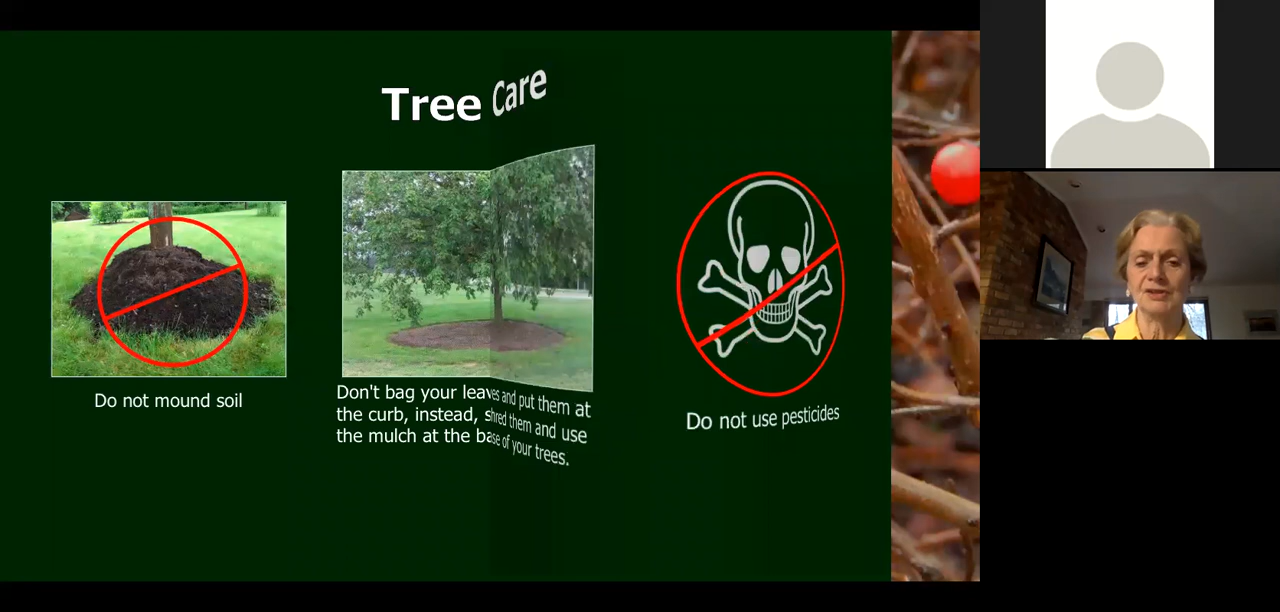 Tree Care
Do not mound soil
Don't bag your leaves and put them at
the curb, instead, shred them and use
the mulch at the base of your trees.
Do not use pesticides